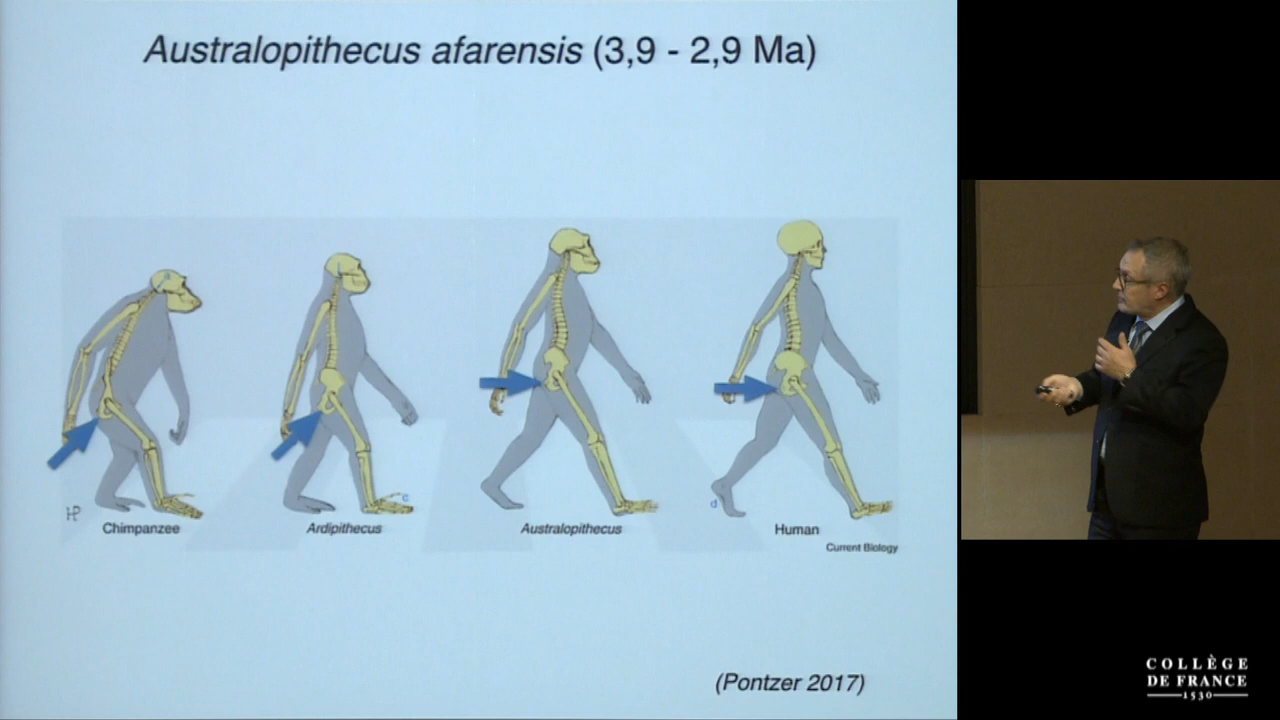 Australopithecus afarensis (3,9 - 2,9 Ma)
HP
c
d
Chimpanzee
Ardipithecus
Australopithecus
Human
Current Biology
(Pontzer 2017)
COLLÈGE
DE FRANCE
1530